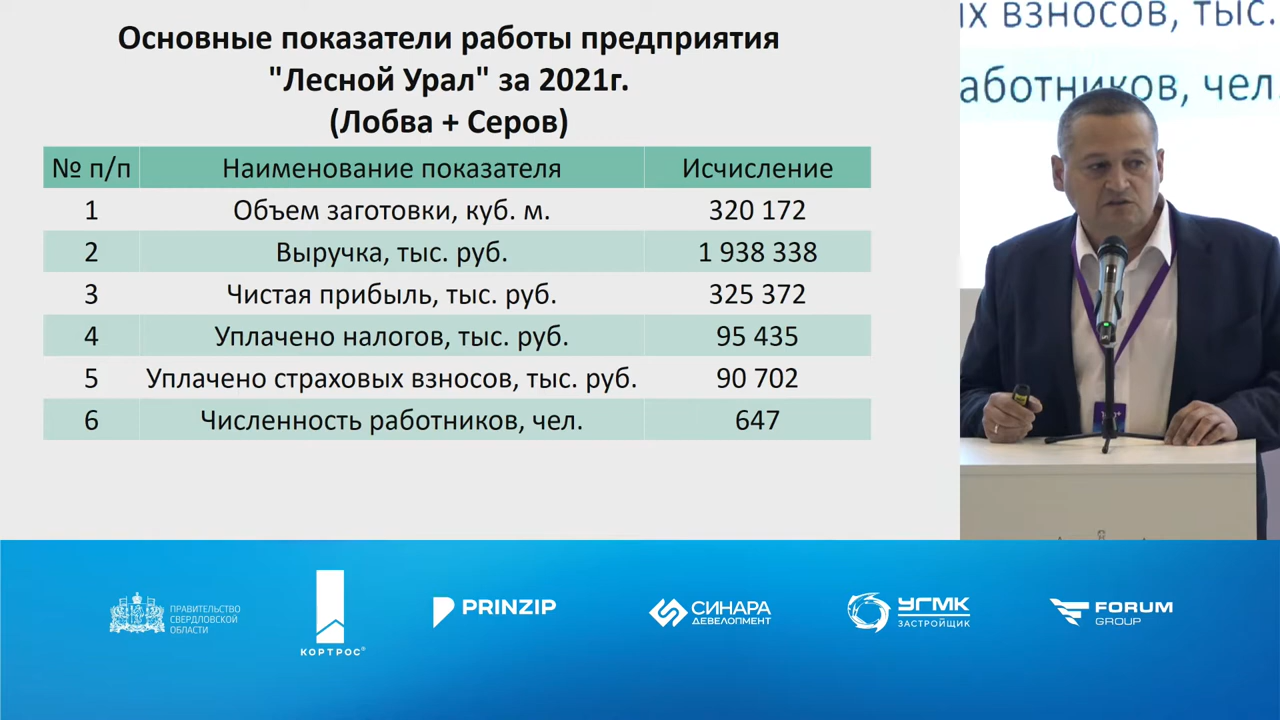 Основные показатели работы предприятия
"Лесной Урал" за 2021г.
(Лобва + Серов)
№ п/п Наименование показателя Исчисление
1 Объем заготовки, куб. м. 320 172
2 Выручка, тыс. руб. 1 938 338
3 Чистая прибыль, тыс. руб. 325 372
4 Уплачено налогов, тыс. руб. 95 435
5 Уплачено страховых взносов, тыс. руб. 90 702
6 Численность работников, чел. 647
х взносов, тыс.
аботников, чел.
ПРАВИТЕЛЬСТВО
СВЕРДЛОВСКОЙ
ОБЛАСТИ
КОРТРОС®
PRINZIP
СИНАРА
ДЕВЕЛОПМЕНТ
УГМК
ЗАСТРОЙЩИК
FORUM
GROUP